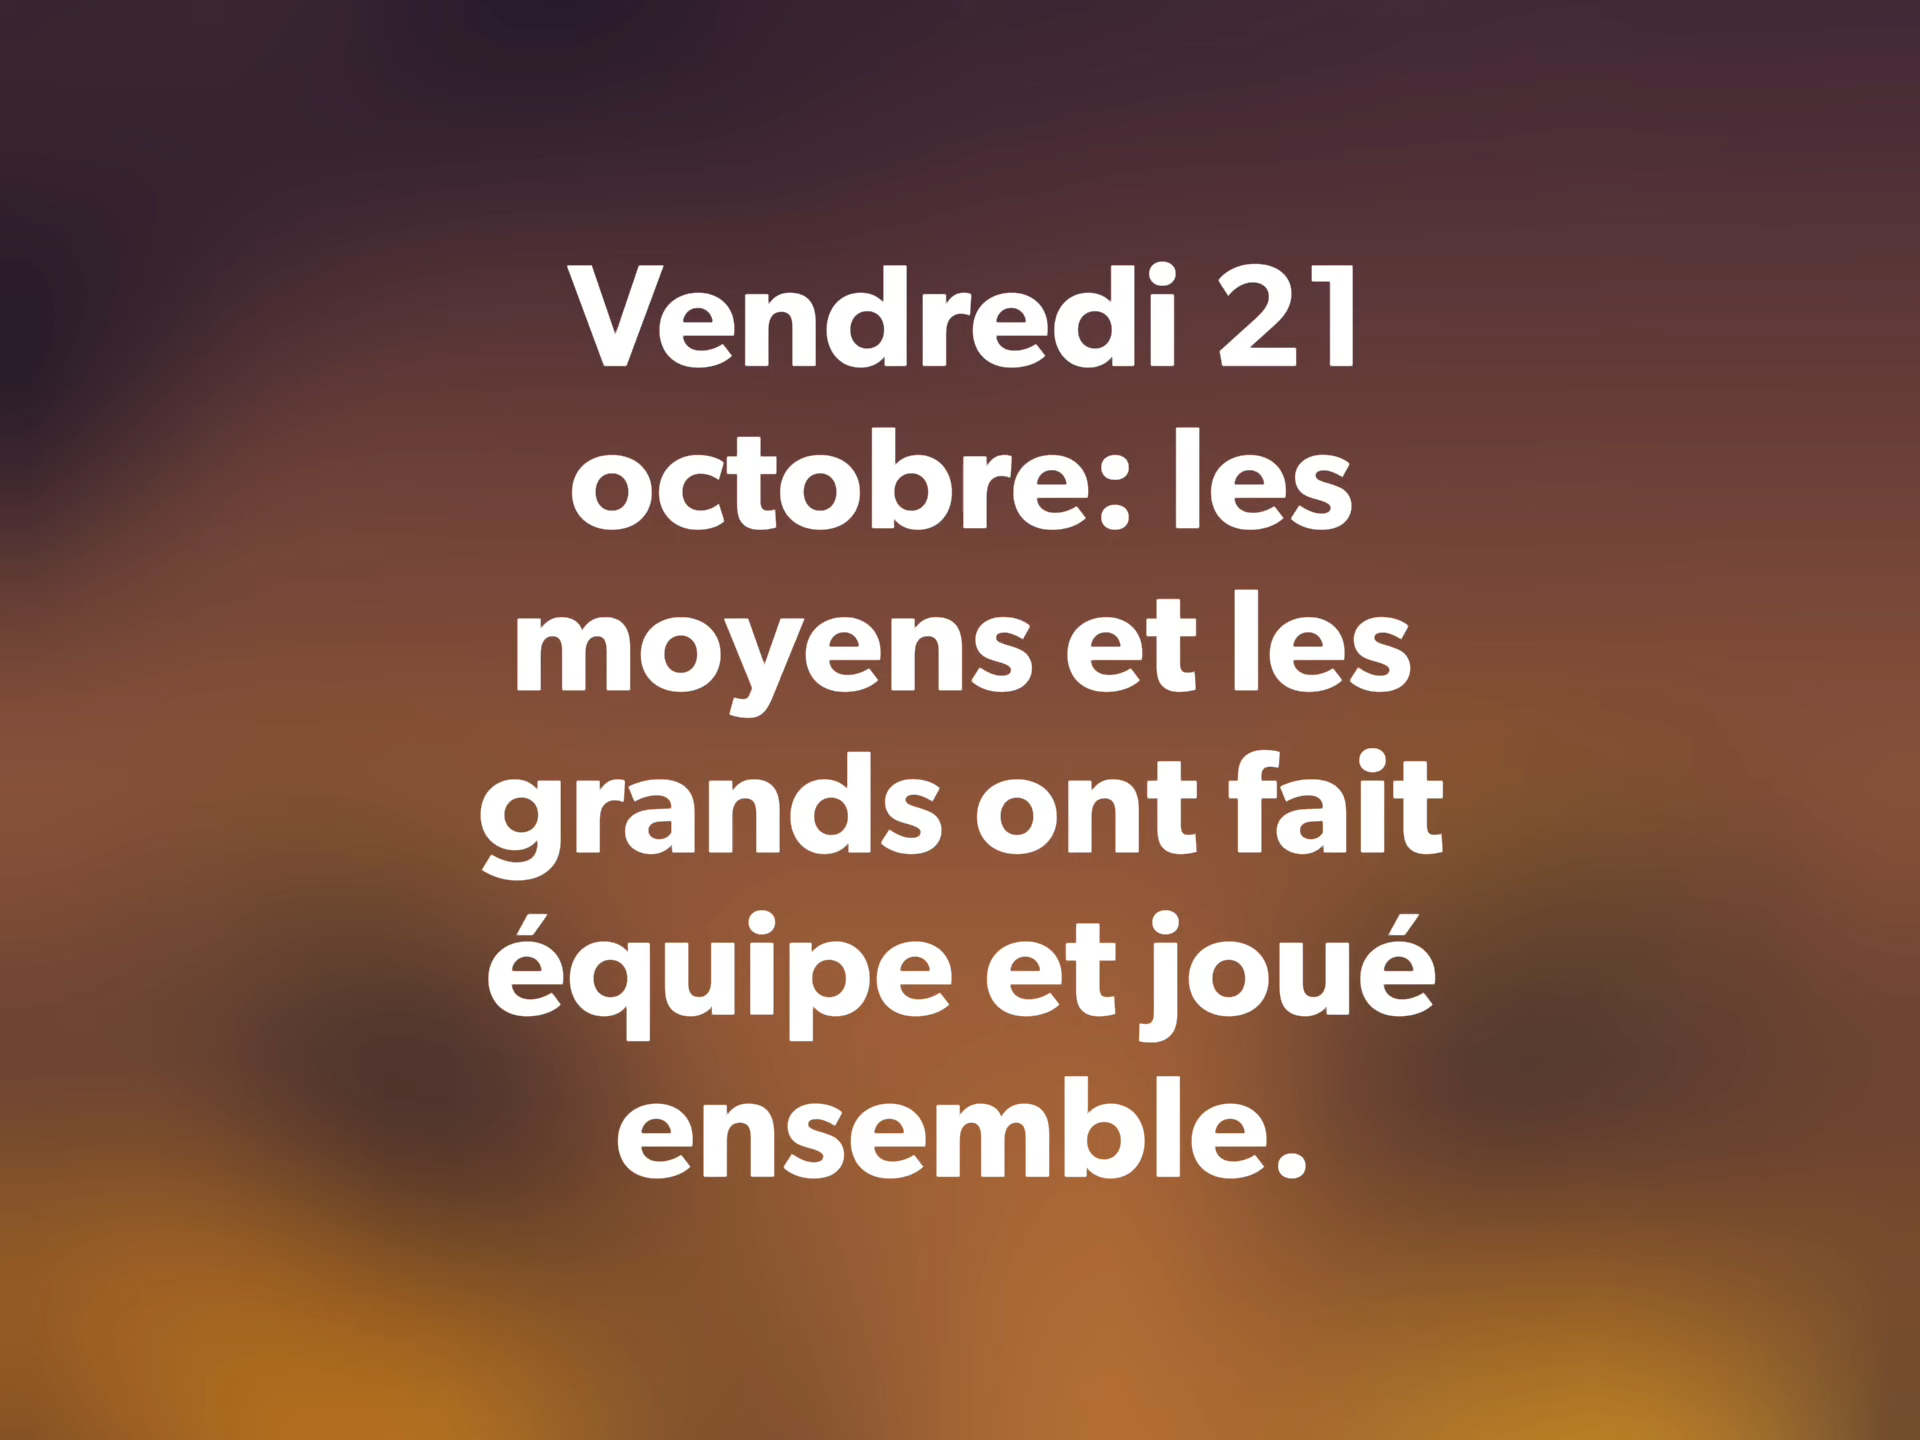 Vendredi 21
octobre: les
moyens et les
grands ont fait
équipe et joué
ensemble.